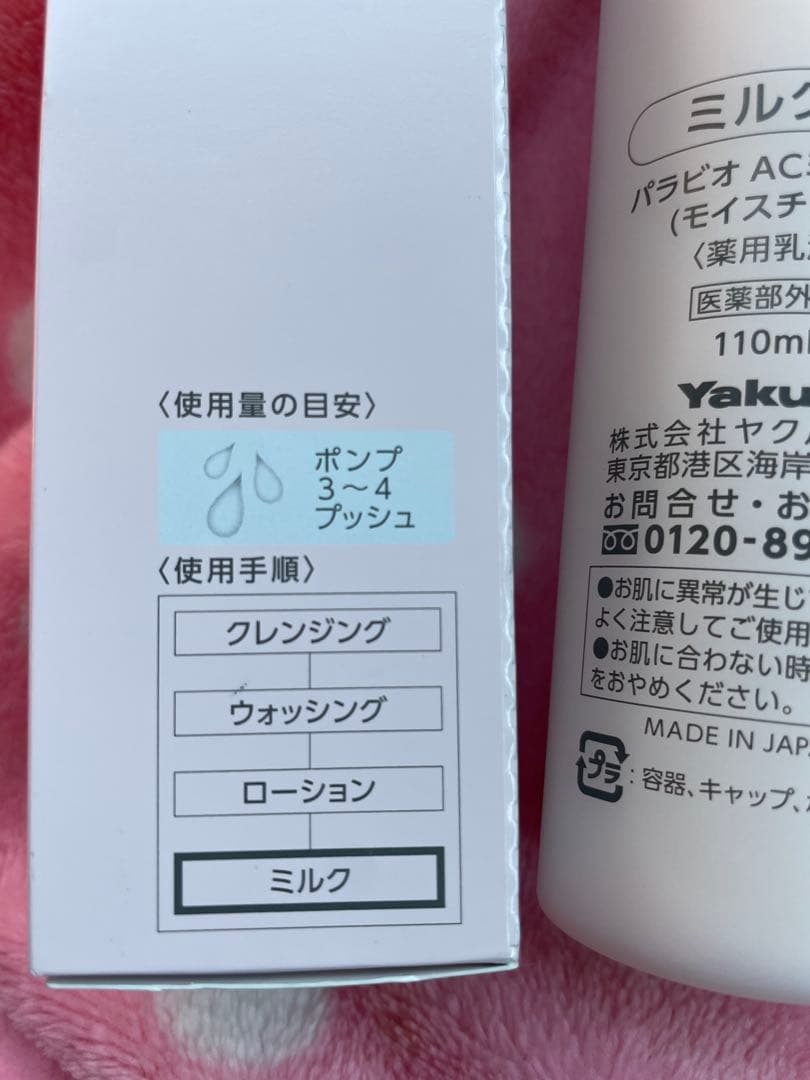 〈使用量の目安〉
ポンプ
3〜4
プッシュ
〈使用手順〉
クレンジング
ウォッシング
ローション
ミルク
ミルク
パラビオ AC
(モイスチ
〈薬用乳
医薬部外
110ml
Yaku
株式会社ヤク
東京都港区海岸
お問合せ・お
0120-89
●お肌に異常が生じ
よく注意してご使用
●お肌に合わない時
をおやめください。
MADE IN JAPA
プラ:容器、キャップ、